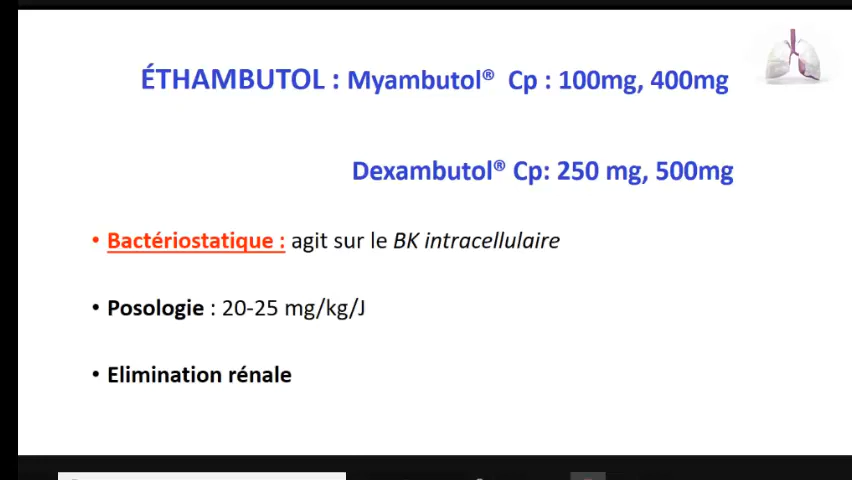 ÉTHAMBUTOL : Myambutol® Cp : 100mg, 400mg
Dexambutol® Cp: 250 mg, 500mg
• Bactériostatique : agit sur le BK intracellulaire
• Posologie : 20-25 mg/kg/J
• Elimination rénale